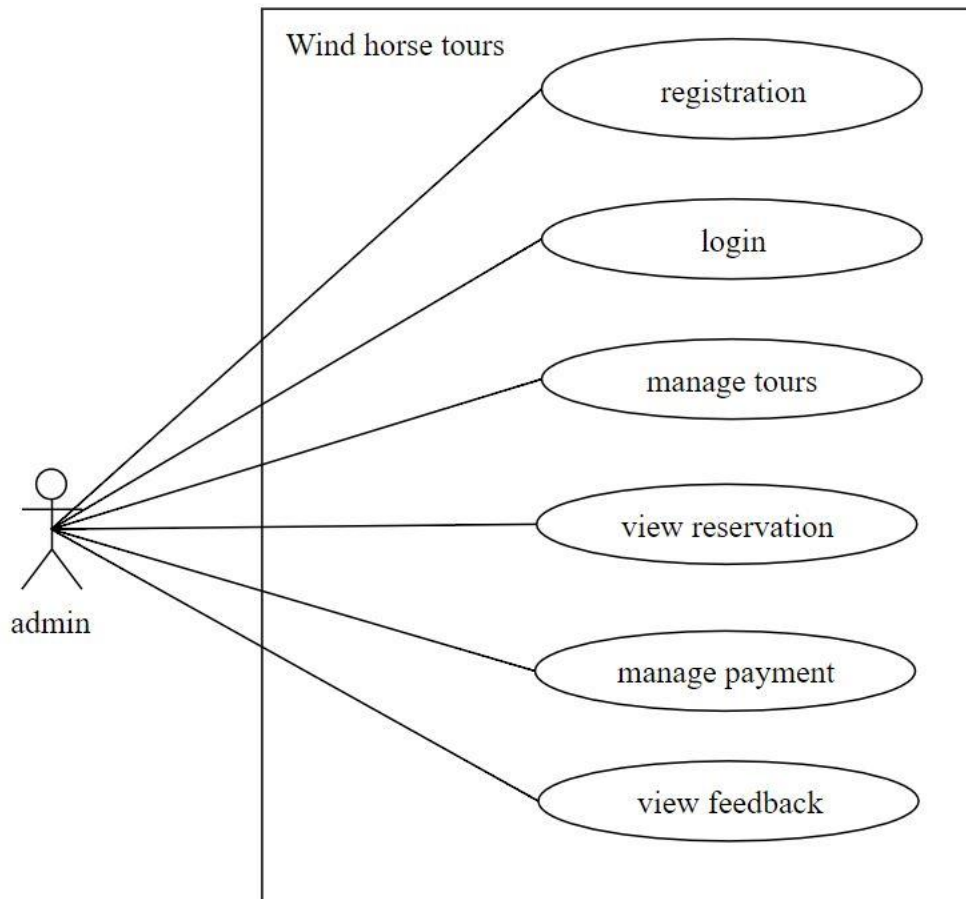 Wind horse tours
registration
login
manage tours
view reservation
admin
manage payment
view feedback